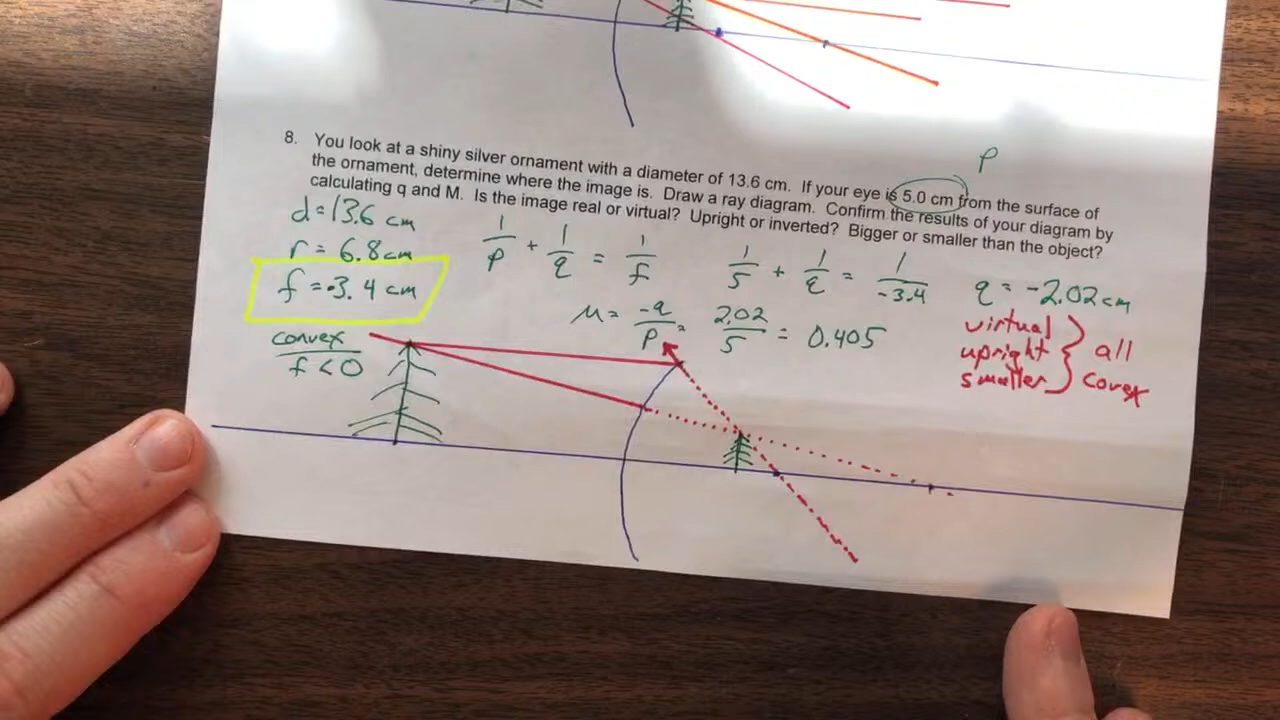 8. You look at a shiny silver ornament with a diameter of 13.6 cm. If your eye is 5.0 cm from the surface of
the ornament, determine where the image is. Draw a ray diagram. Confirm the results of your diagram by
calculating q and M. Is the image real or virtual? Upright or inverted? Bigger or smaller than the object?
P
d = 13.6 cm
r = 6.8 cm
f = -3.4 cm
convex
f < 0
1/P + 1/q = 1/f
1/5 + 1/q = 1/-3.4
q = -2.02 cm
M = -q/P = 2.02/5 = 0.405
virtual
upright
smaller
all
covex